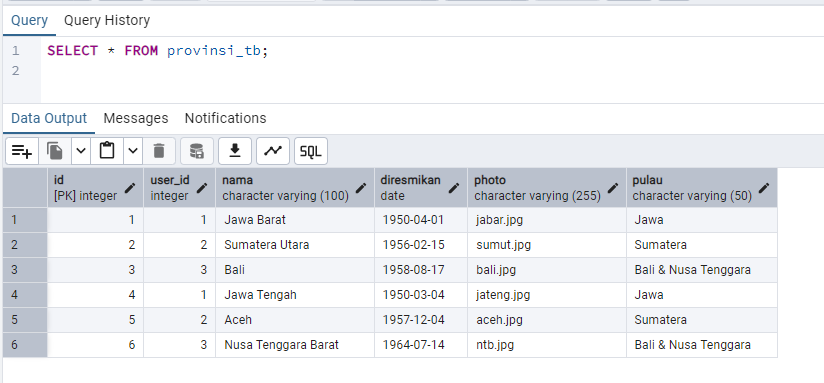 Query Query History
1 SELECT * FROM provinsi_tb;
2
Data Output Messages Notifications
SQL
id user_id nama diresmikan photo pulau
[PK] integer integer character varying (100) date character varying (255) character varying (50)
1 1 1 Jawa Barat 1950-04-01 jabar.jpg Jawa
2 2 2 Sumatera Utara 1956-02-15 sumut.jpg Sumatera
3 3 3 Bali 1958-08-17 bali.jpg Bali & Nusa Tenggara
4 4 1 Jawa Tengah 1950-03-04 jateng.jpg Jawa
5 5 2 Aceh 1957-12-04 aceh.jpg Sumatera
6 6 3 Nusa Tenggara Barat 1964-07-14 ntb.jpg Bali & Nusa Tenggara